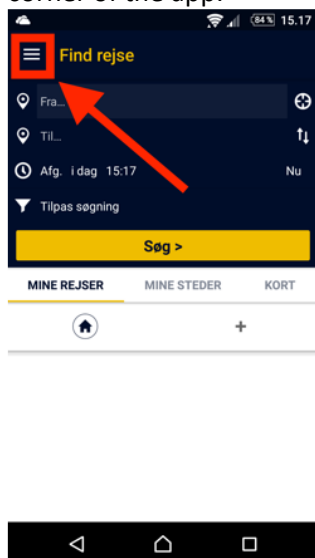 corner of the app.
84% 15.17
Find rejse
Fra...
Til...
Afg. i dag 15:17 Nu
Tilpas søgning
Søg >
MINE REJSER MINE STEDER KORT
+